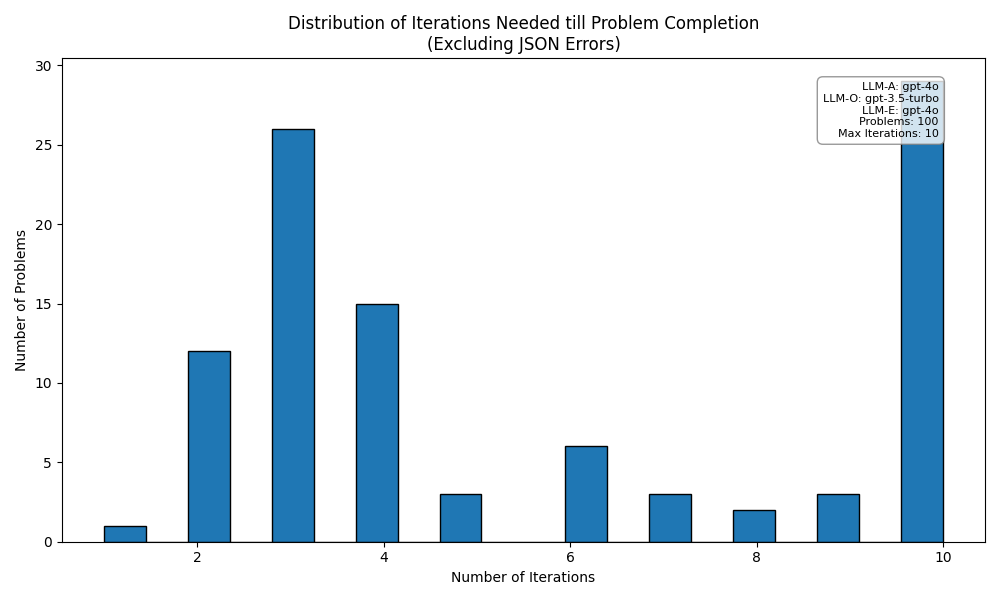 Distribution of Iterations Needed till Problem Completion
(Excluding JSON Errors)
LLM-A: gpt-4o
LLM-O: gpt-3.5-turbo
LLM-E: gpt-4o
Problems: 100
Max Iterations: 10
Number of Problems
30
25
20
15
10
5
0
2 4 6 8 10
Number of Iterations